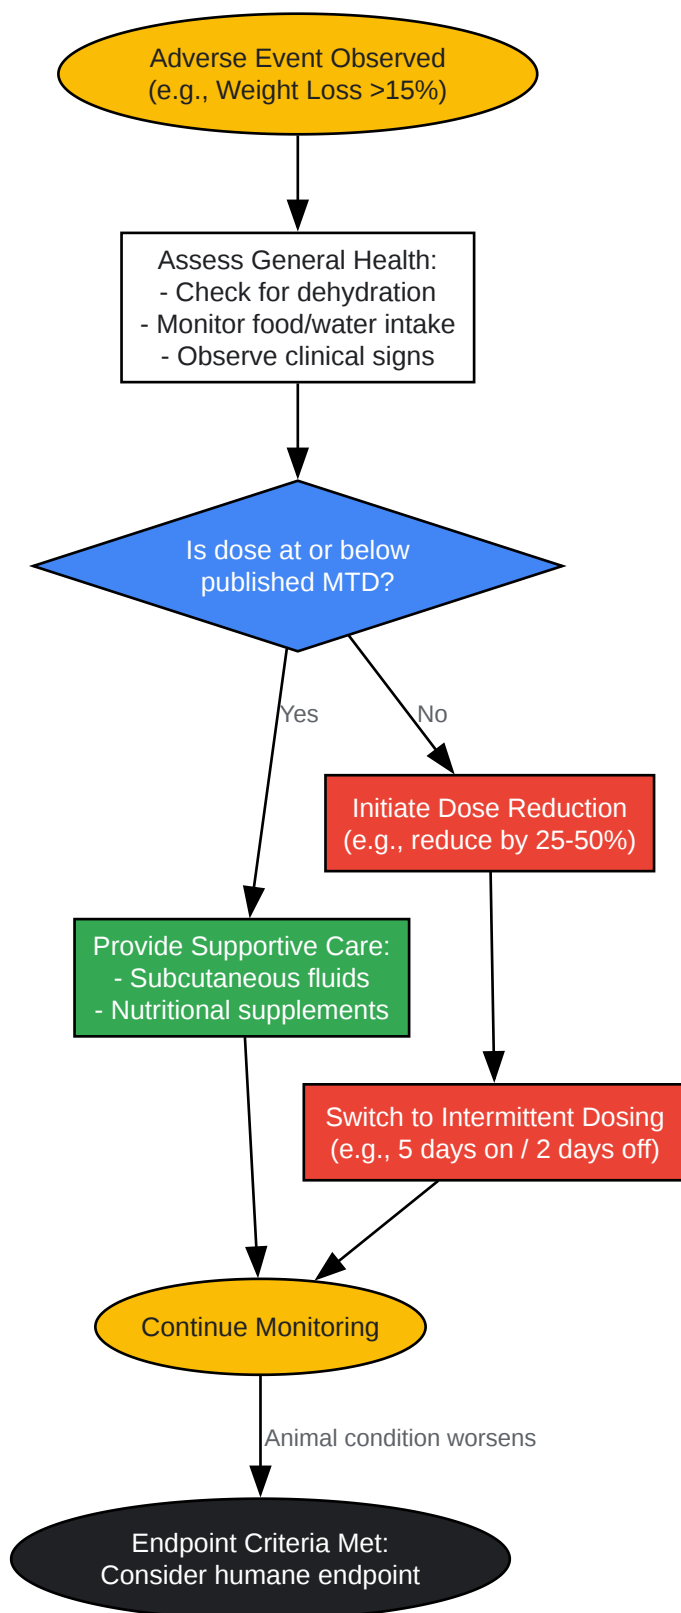 Adverse Event Observed
(e.g., Weight Loss >15%)
Assess General Health:
- Check for dehydration
- Monitor food/water intake
- Observe clinical signs
Is dose at or below
published MTD?
Yes
No
Initiate Dose Reduction
(e.g., reduce by 25-50%)
Provide Supportive Care:
- Subcutaneous fluids
- Nutritional supplements
Switch to Intermittent Dosing
(e.g., 5 days on / 2 days off)
Continue Monitoring
Animal condition worsens
Endpoint Criteria Met:
Consider humane endpoint